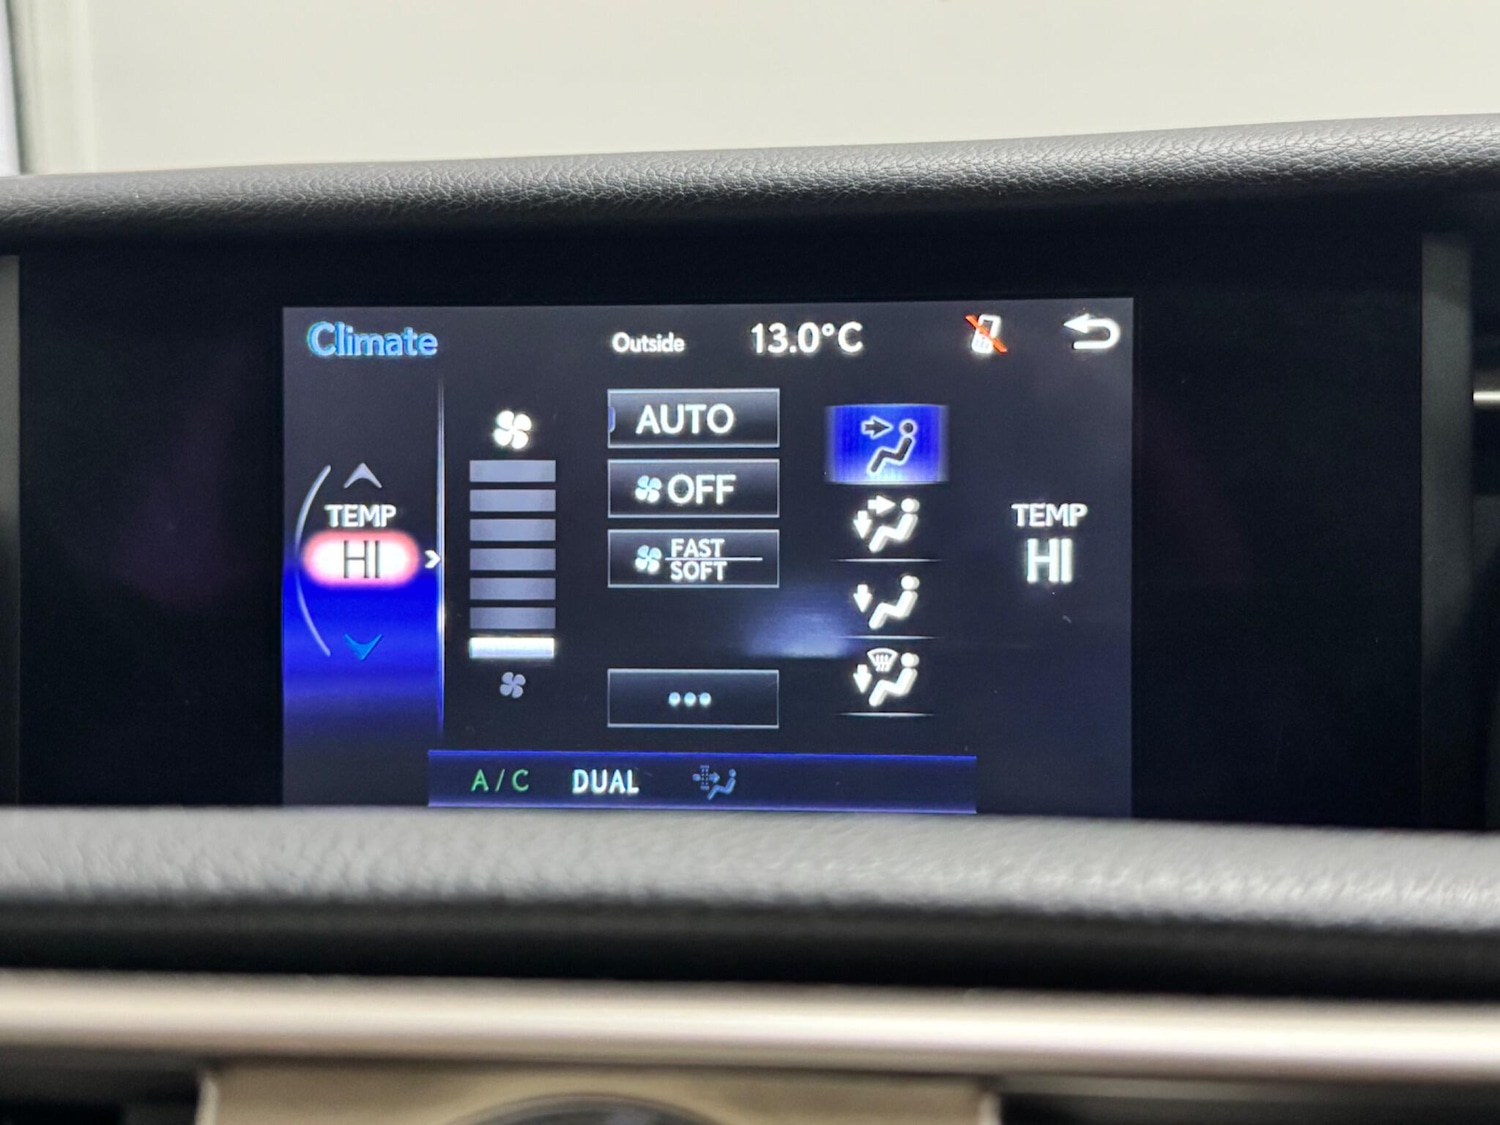 Climate
Outside 13.0°C
AUTO
OFF
TEMP
HI
FAST
SOFT
TEMP
HI
•••
A/C DUAL